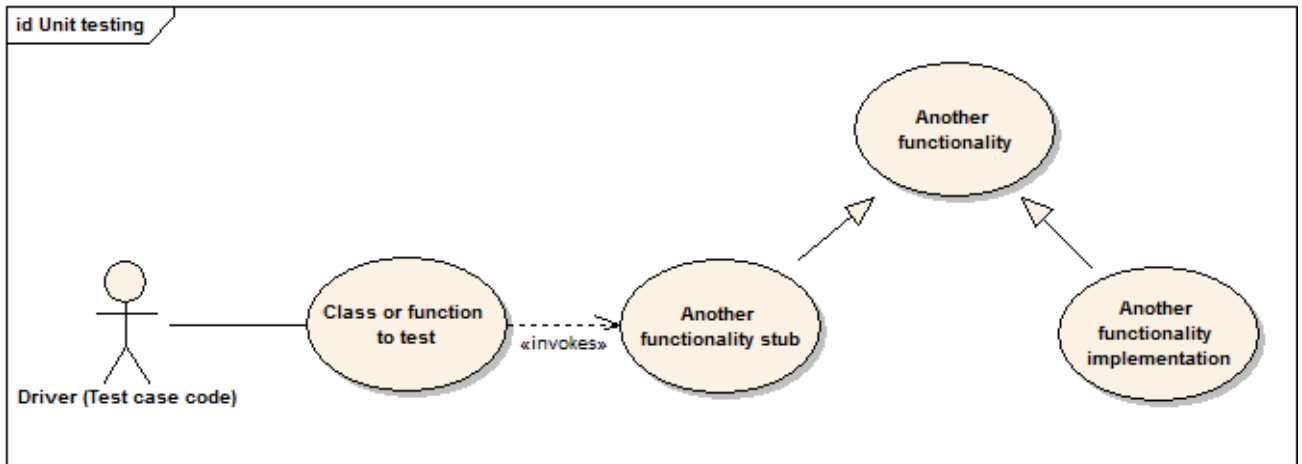 id Unit testing
Another
functionality
Class or function
to test
«invokes»
Another
functionality stub
Another
functionality
implementation
Driver (Test case code)